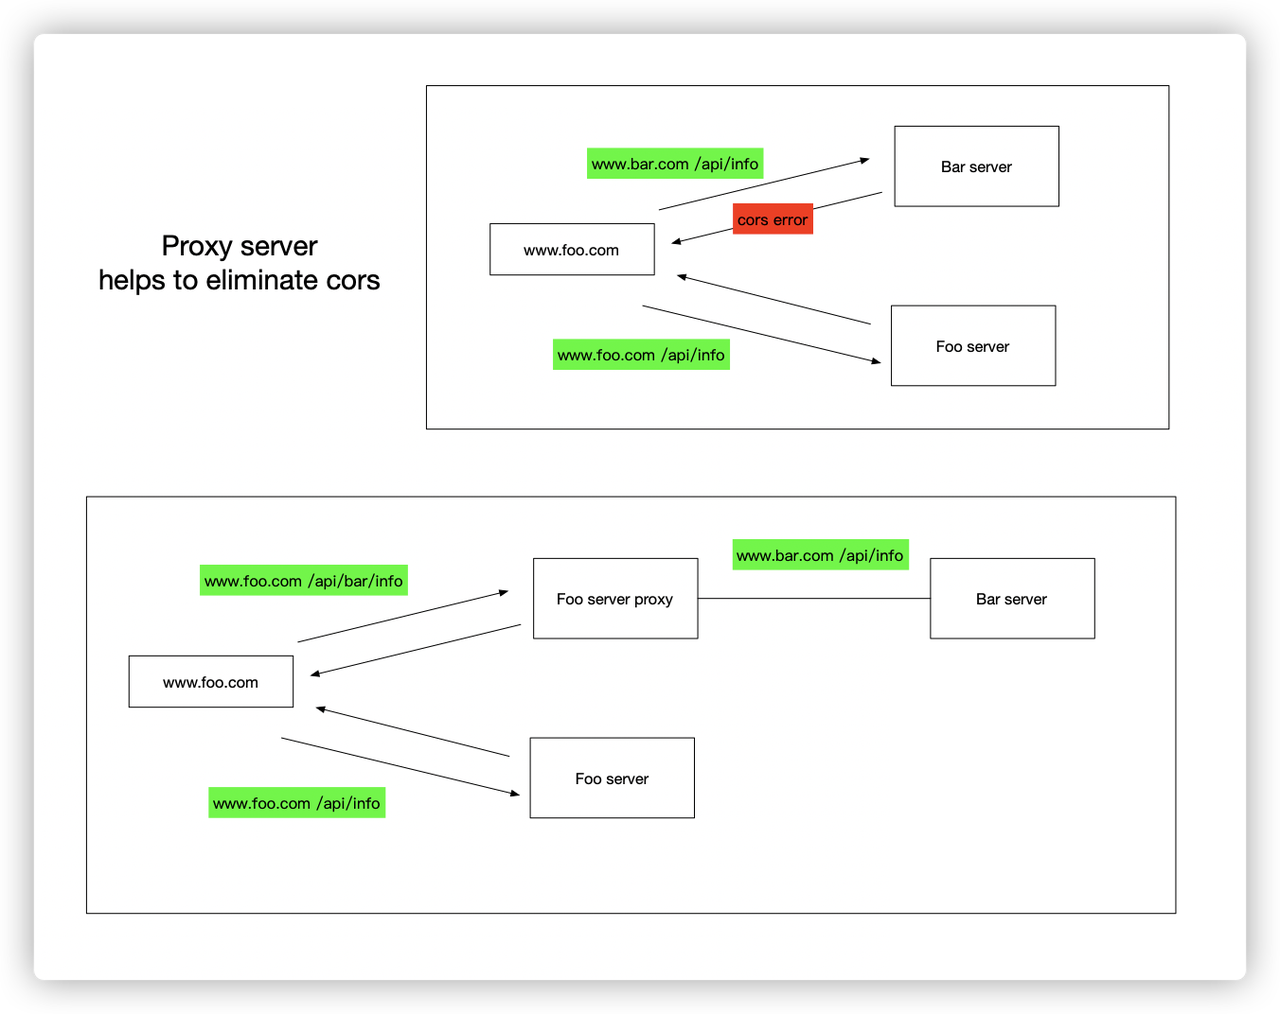 Proxy server
helps to eliminate cors
www.bar.com /api/info
Bar server
cors error
www.foo.com
Foo server
www.foo.com /api/info
www.foo.com /api/bar/info
Foo server proxy
www.bar.com /api/info
Bar server
www.foo.com
Foo server
www.foo.com /api/info